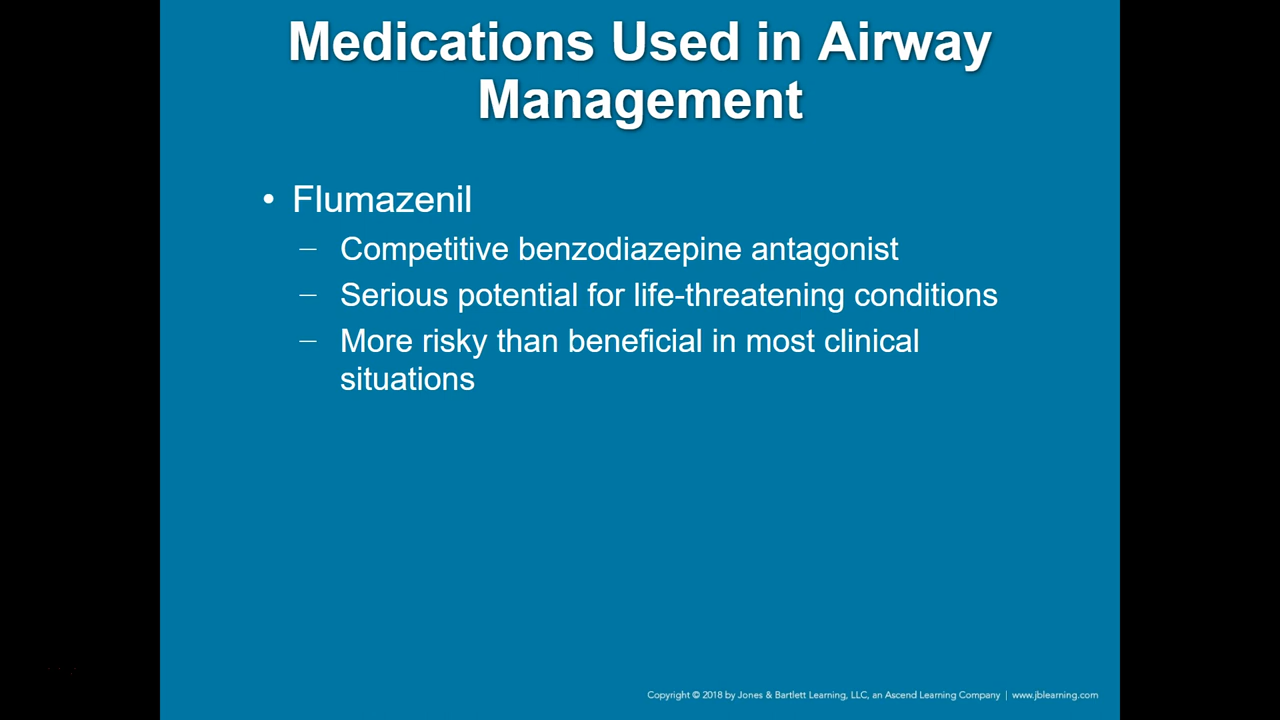 Medications Used in Airway
Management
• Flumazenil
– Competitive benzodiazepine antagonist
– Serious potential for life-threatening conditions
– More risky than beneficial in most clinical
situations
Copyright © 2018 by Jones & Bartlett Learning, LLC, an Ascend Learning Company | www.jblearning.com